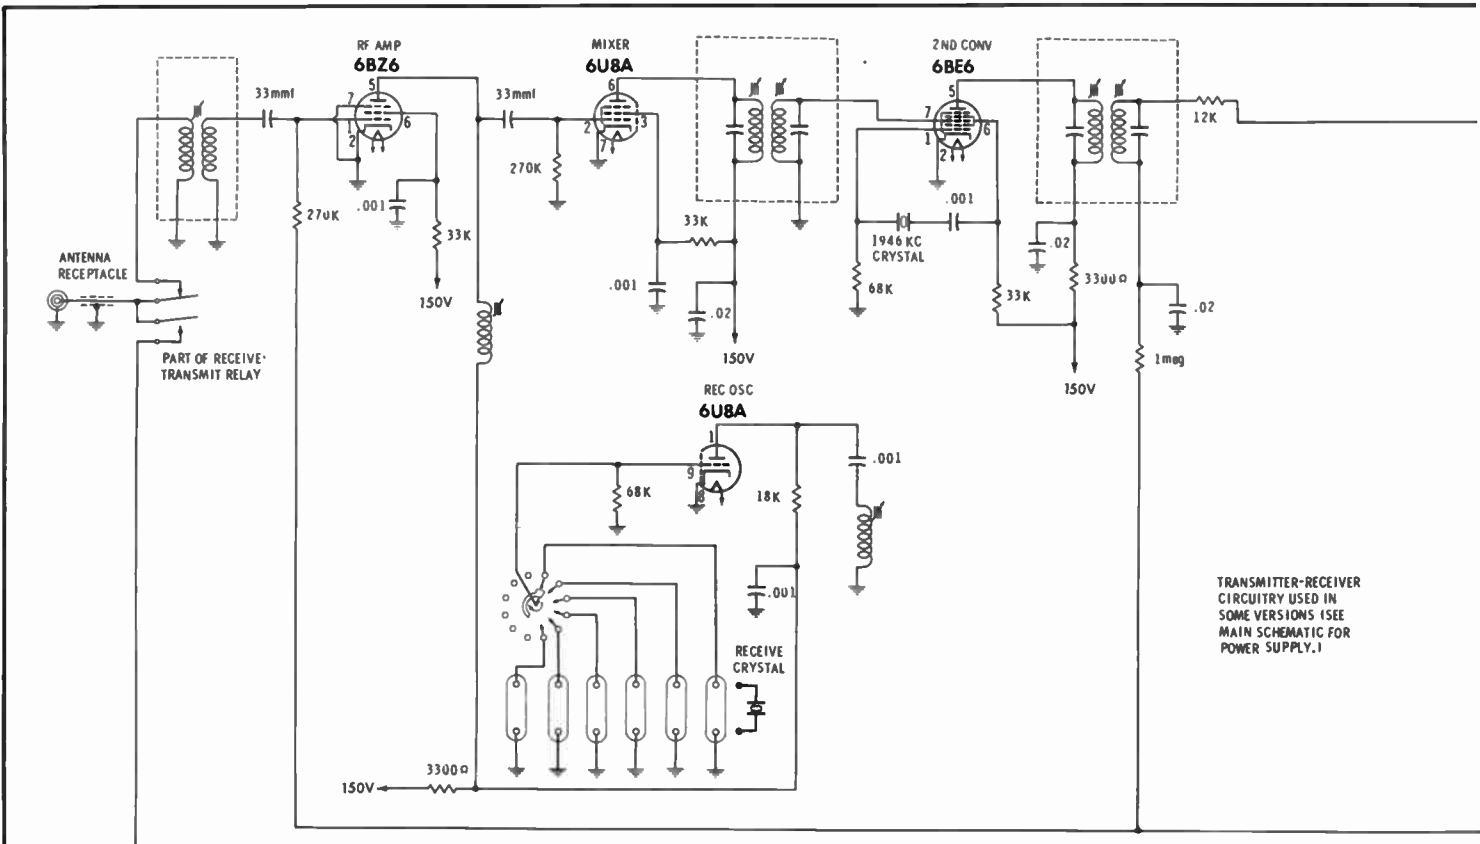 RF AMP
6BZ6
MIXER
6U8A
2ND CONV
6BE6
5
6
5
33mmf
7
1
6
2
33mmf
2
3
7
7
1
6
2
12K
270K
270K
.001
33K
150V
33K
.001
.02
150V
.001
1946 KC
CRYSTAL
68K
33K
.02
3300Ω
150V
.02
1meg
ANTENNA
RECEPTACLE
PART OF RECEIVE-
TRANSMIT RELAY
REC OSC
6U8A
1
9
8
68K
18K
.001
.001
RECEIVE
CRYSTAL
3300Ω
150V
TRANSMITTER-RECEIVER
CIRCUITRY USED IN
SOME VERSIONS (SEE
MAIN SCHEMATIC FOR
POWER SUPPLY.)